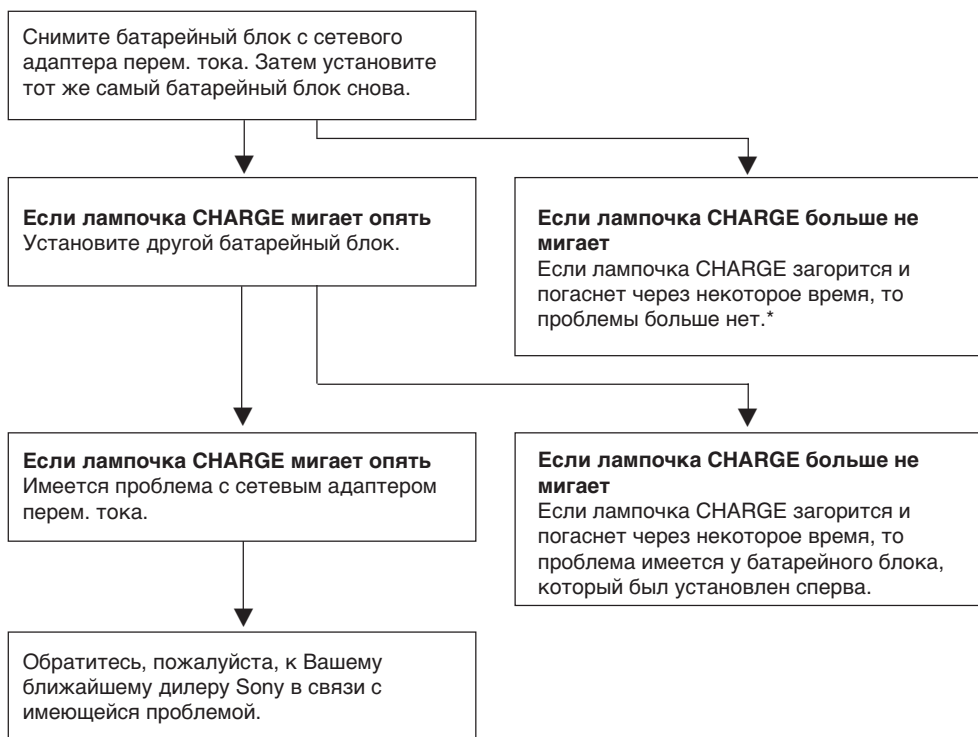 Снимите батарейный блок с сетевого
адаптера перем. тока. Затем установите
тот же самый батарейный блок снова.
Если лампочка CHARGE мигает опять
Установите другой батарейный блок.
Если лампочка CHARGE больше не
мигает
Если лампочка CHARGE загорится и
погаснет через некоторое время, то
проблемы больше нет.*
Если лампочка CHARGE мигает опять
Имеется проблема с сетевым адаптером
перем. тока.
Если лампочка CHARGE больше не
мигает
Если лампочка CHARGE загорится и
погаснет через некоторое время, то
проблема имеется у батарейного блока,
который был установлен сперва.
Обратитесь, пожалуйста, к Вашему
ближайшему дилеру Sony в связи с
имеющейся проблемой.